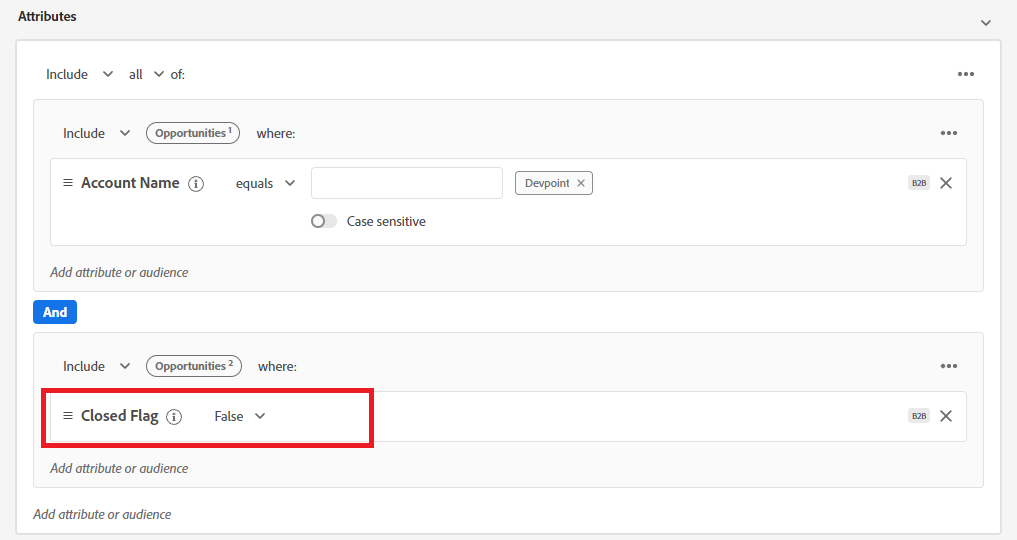 Attributes
Include all of:
Include Opportunities 1 where:
Account Name equals Devpoint B2B
Case sensitive
Add attribute or audience
And
Include Opportunities 2 where:
Closed Flag False B2B
Add attribute or audience
Add attribute or audience